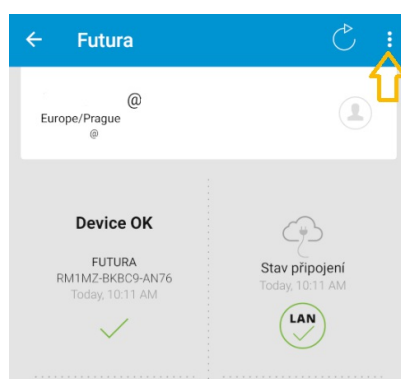 Futura
@
Europe/Prague
@
Device OK
FUTURA
RM1MZ-BKBC9-AN76
Today, 10:11 AM
Stav připojení
Today, 10:11 AM
LAN